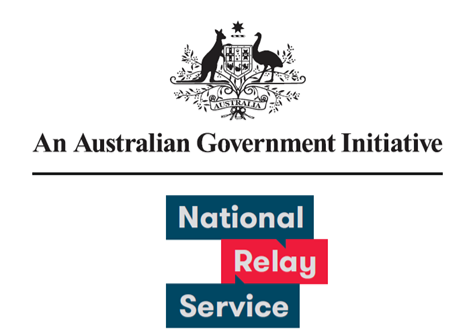 AUSTRALIA
An Australian Government Initiative
National
Relay
Service